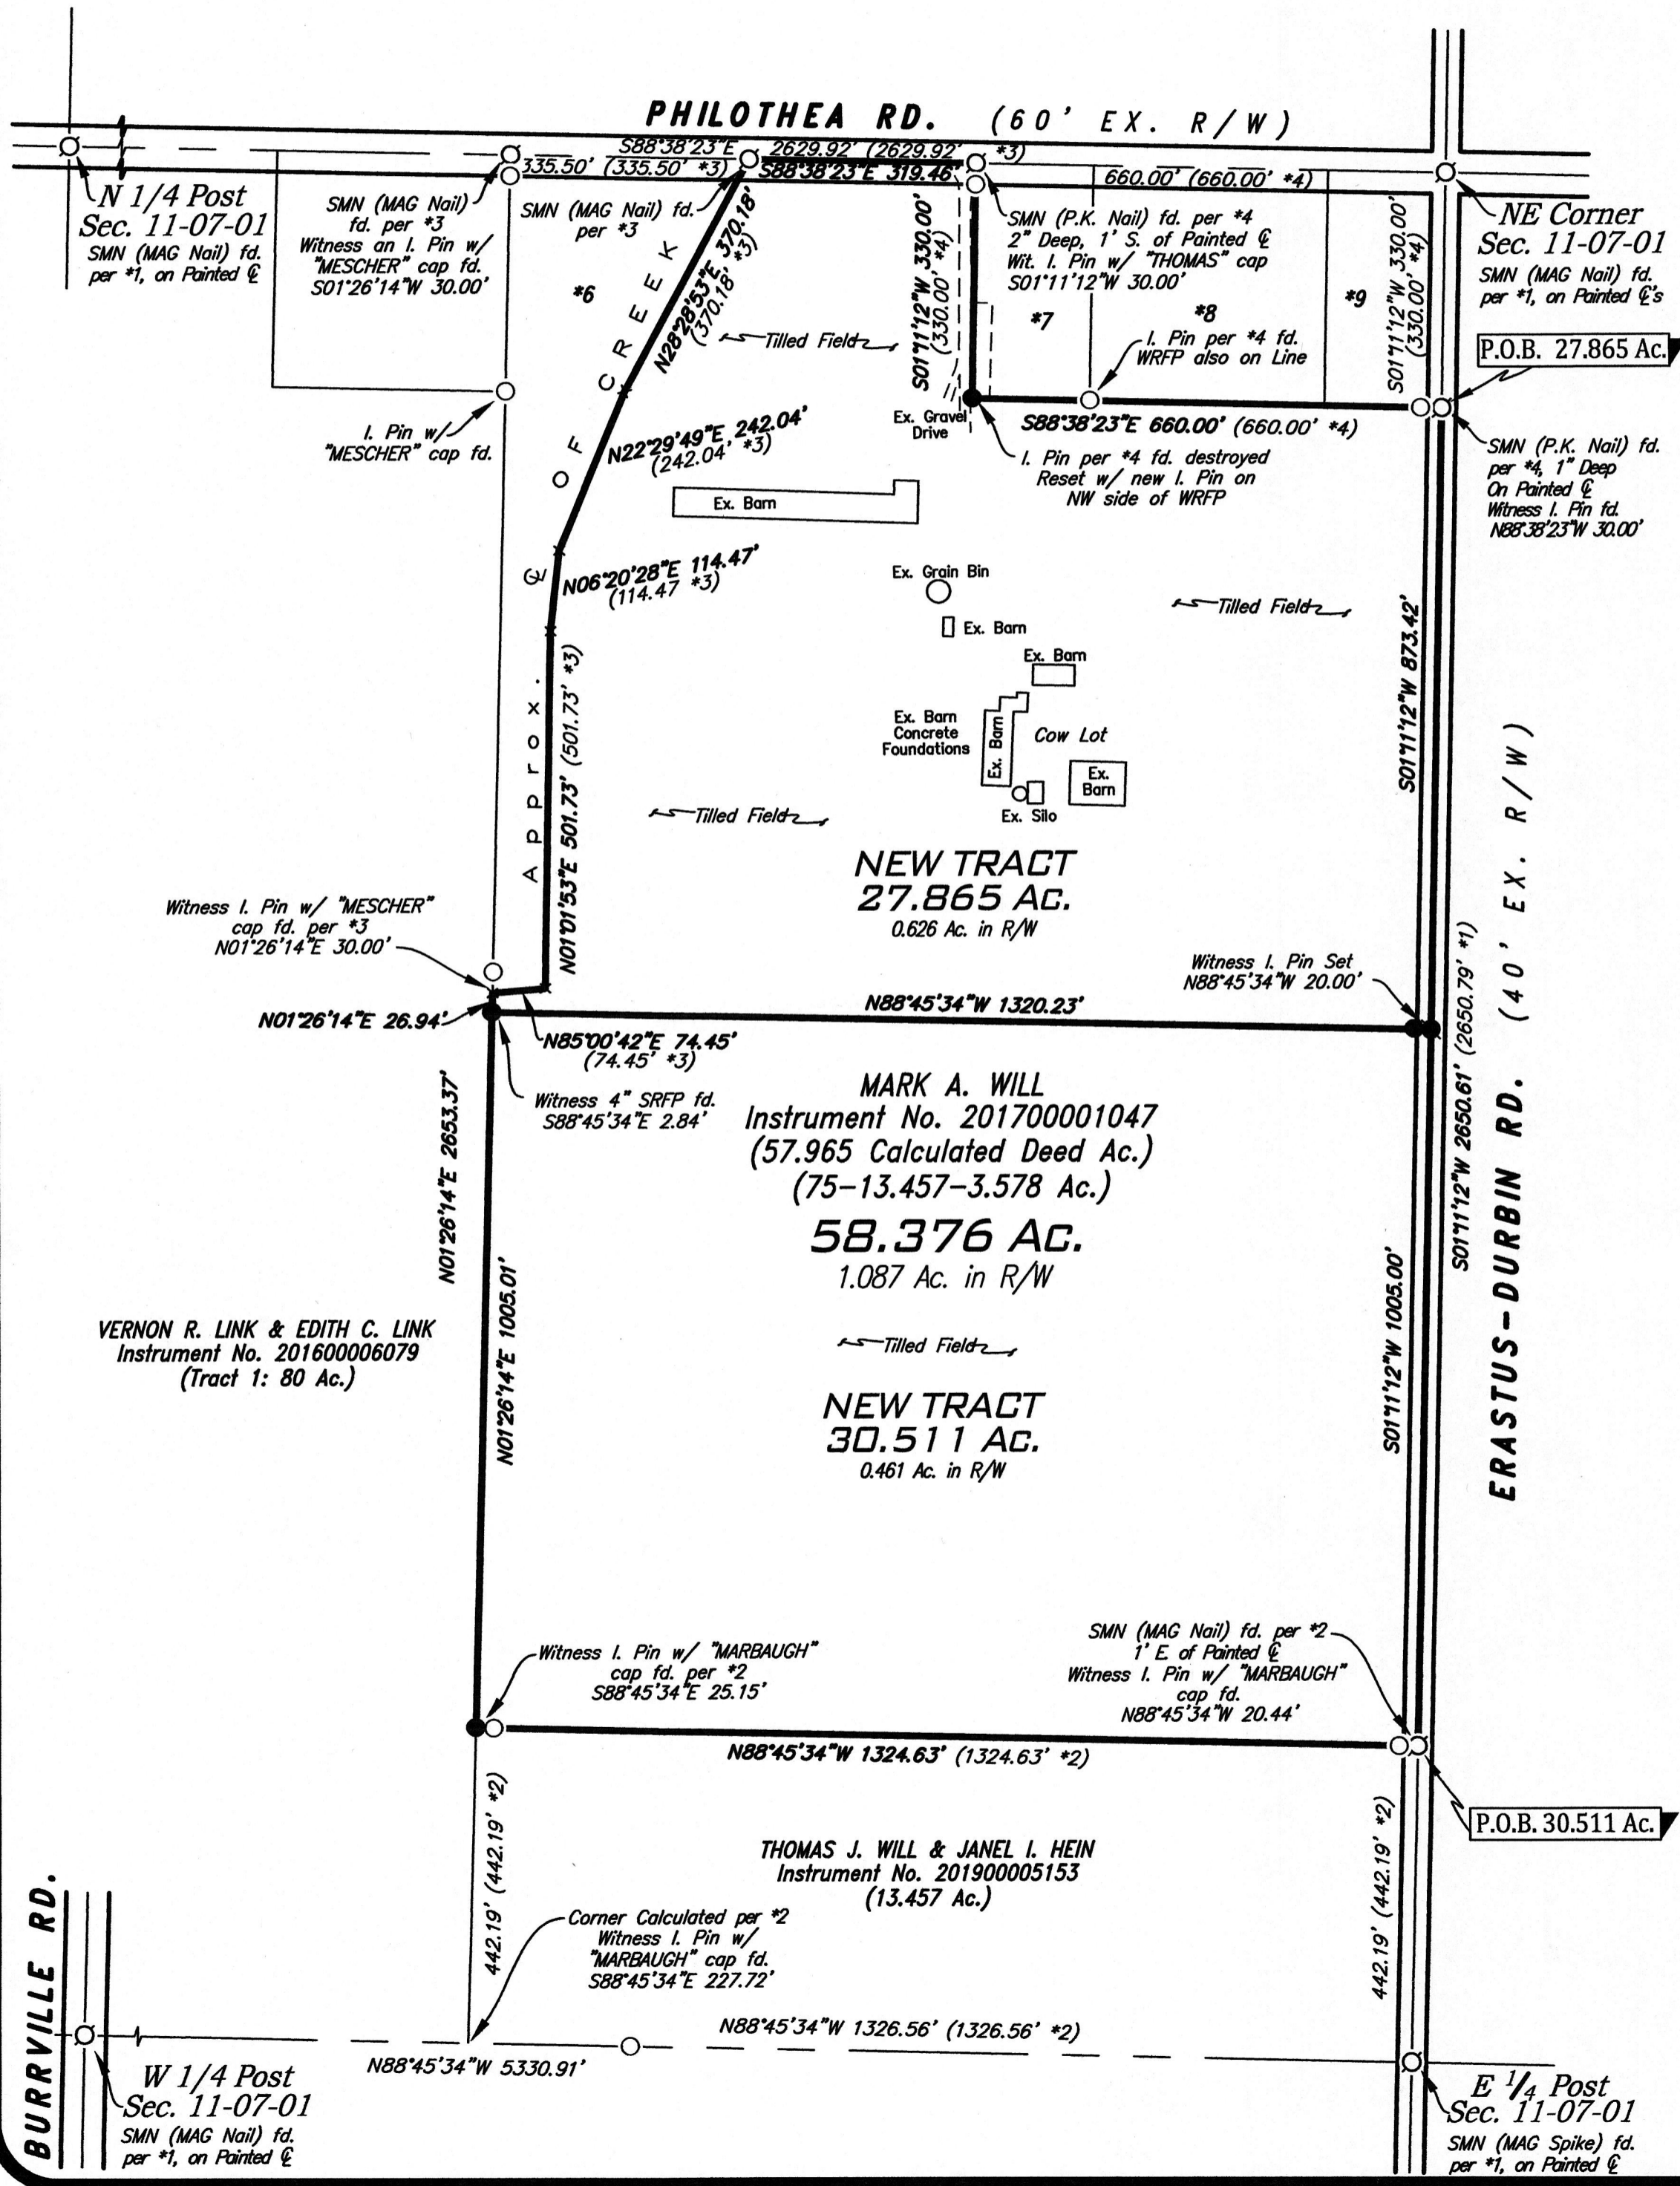 PHILOTHEA RD. (60' EX. R/W)
S88°38'23"E 2629.92' (2629.92' *3)
335.50' (335.50' *3)
S88°38'23"E 319.46'
660.00' (660.00' *4)
N 1/4 Post
Sec. 11-07-01
SMN (MAG Nail) fd.
per *1, on Painted ℄
SMN (MAG Nail)
fd. per *3
Witness an I. Pin w/
"MESCHER" cap fd.
S01°26'14"W 30.00'
SMN (MAG Nail) fd.
per *3
*6
N28°28'53"E 370.18'
(370.18' *3)
Tilled Field
S01°11'12"W 330.00'
(330.00' *4)
SMN (P.K. Nail) fd. per *4
2" Deep, 1' S. of Painted ℄
Wit. I. Pin w/ "THOMAS" cap
S01°11'12"W 30.00'
*7
*8
I. Pin per *4 fd.
WRFP also on Line
*9
S01°11'12"W 330.00'
(330.00' *4)
NE Corner
Sec. 11-07-01
SMN (MAG Nail) fd.
per *1, on Painted ℄'s
P.O.B. 27.865 Ac.
I. Pin w/
"MESCHER" cap fd.
Approx. ℄ OF CREEK
N22°29'49"E 242.04'
(242.04' *3)
Ex. Gravel
Drive
S88°38'23"E 660.00' (660.00' *4)
I. Pin per *4 fd. destroyed
Reset w/ new I. Pin on
NW side of WRFP
SMN (P.K. Nail) fd.
per *4, 1" Deep
On Painted ℄
Witness I. Pin fd.
N88°38'23"W 30.00'
Ex. Barn
N06°20'28"E 114.47'
(114.47 *3)
Ex. Grain Bin
Ex. Barn
Tilled Field
Ex. Barn
Ex. Barn
Concrete
Foundations
Ex. Barn
Cow Lot
Ex.
Barn
Ex. Silo
Tilled Field
N01°01'53"E 501.73' (501.73' *3)
S01°11'12"W 873.42'
NEW TRACT
27.865 Ac.
0.626 Ac. in R/W
Witness I. Pin w/ "MESCHER"
cap fd. per *3
N01°26'14"E 30.00'
Witness I. Pin Set
N88°45'34"W 20.00'
N01°26'14"E 26.94'
N88°45'34"W 1320.23'
N85°00'42"E 74.45'
(74.45' *3)
Witness 4" SRFP fd.
S88°45'34"E 2.84'
S01°11'12"W 2650.61' (2650.79' *1)
ERASTUS-DURBIN RD. (40' EX. R/W)
N01°26'14"E 2653.37'
MARK A. WILL
Instrument No. 201700001047
(57.965 Calculated Deed Ac.)
(75-13.457-3.578 Ac.)
58.376 Ac.
1.087 Ac. in R/W
N01°26'14"E 1005.01'
S01°11'12"W 1005.00'
VERNON R. LINK & EDITH C. LINK
Instrument No. 201600006079
(Tract 1: 80 Ac.)
Tilled Field
NEW TRACT
30.511 Ac.
0.461 Ac. in R/W
Witness I. Pin w/ "MARBAUGH"
cap fd. per *2
S88°45'34"E 25.15'
SMN (MAG Nail) fd. per *2
1' E. of Painted ℄
Witness I. Pin w/ "MARBAUGH"
cap fd.
N88°45'34"W 20.44'
N88°45'34"W 1324.63' (1324.63' *2)
442.19' (442.19' *2)
442.19' (442.19' *2)
P.O.B. 30.511 Ac.
THOMAS J. WILL & JANEL I. HEIN
Instrument No. 201900005153
(13.457 Ac.)
Corner Calculated per *2
Witness I. Pin w/
"MARBAUGH" cap fd.
S88°45'34"E 227.72'
BURRVILLE RD.
N88°45'34"W 1326.56' (1326.56' *2)
N88°45'34"W 5330.91'
W 1/4 Post
Sec. 11-07-01
SMN (MAG Nail) fd.
per *1, on Painted ℄
E 1/4 Post
Sec. 11-07-01
SMN (MAG Spike) fd.
per *1, on Painted ℄